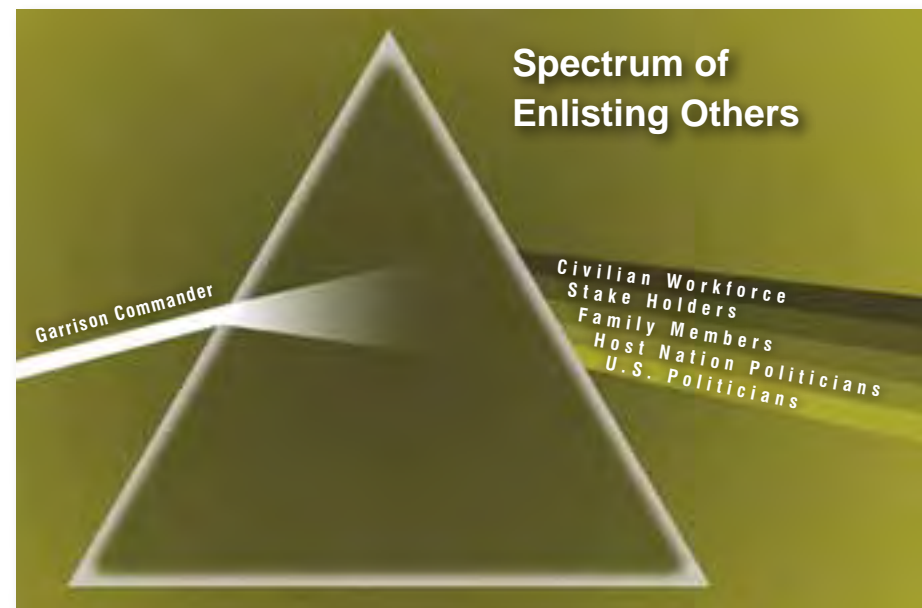 Spectrum of
Enlisting Others
Garrison Commander
Civilian Workforce
Stake Holders
Family Members
Host Nation Politicians
U.S. Politicians